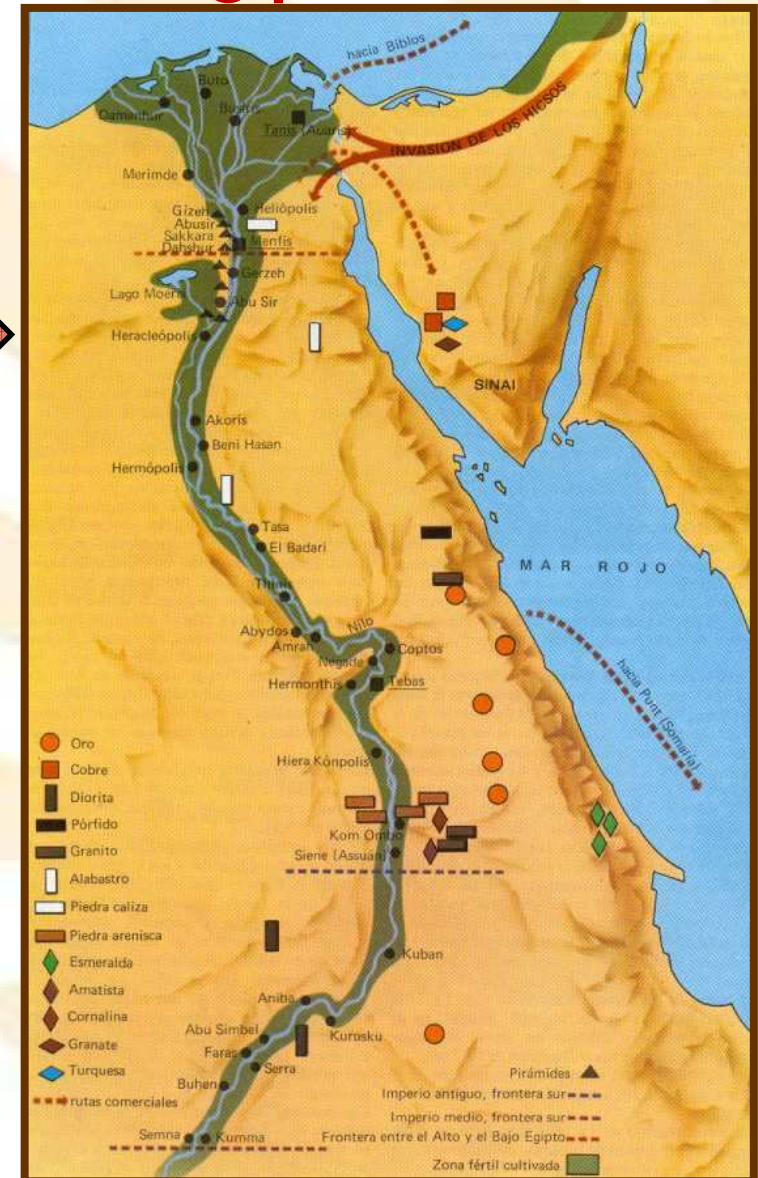 hacia Biblos
Buto
Damanhur
Busiris
Tanis (Auaris)
INVASION DE LOS HICSOS
Merimde
Gizeh
Heliópolis
Abusir
Sakkara
Menfis
Dahshur
Gerzeh
Lago Moeris
Abu Sir
Heracleópolis
SINAI
Akoris
Beni Hasan
Hermópolis
Tasa
El Badari
MAR ROJO
Thinis
Nilo
Abydos
Amrah
Coptos
Negade
Hermonthis
Tebas
hacia Punt (Somalía)
Hiera Kónpolis
Kom Ombo
Siene (Assuán)
Kuban
Aniba
Kurosku
Abu Simbel
Faras
Serra
Buhen
Semna
Kumma
Oro
Cobre
Diorita
Pórfido
Granito
Alabastro
Piedra caliza
Piedra arenisca
Esmeralda
Amatista
Cornalina
Granate
Turquesa
rutas comerciales
Pirámides
Imperio antiguo, frontera sur
Imperio medio, frontera sur
Frontera entre el Alto y el Bajo Egipto
Zona fértil cultivada